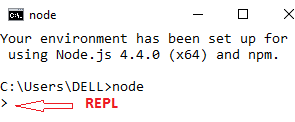 node
Your environment has been set up for
using Node.js 4.4.0 (x64) and npm.
C:\Users\DELL>node
> REPL